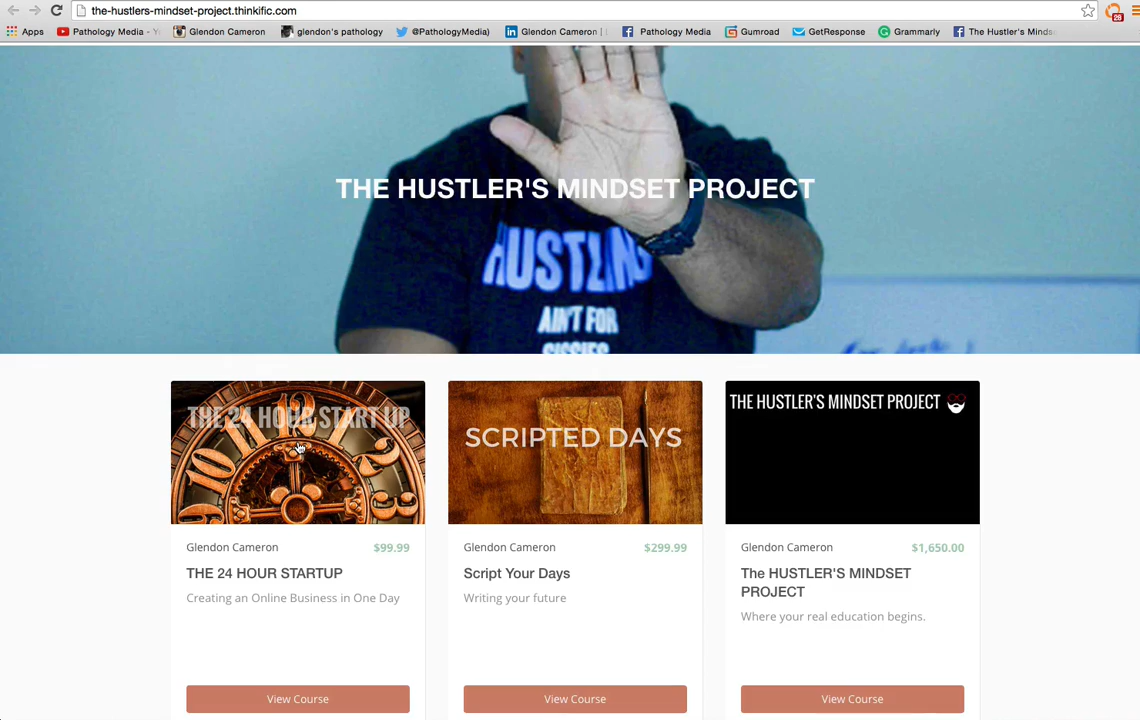 the-hustlers-mindset-project.thinkific.com
28
Apps
Pathology Media - Y
Glendon Cameron
glendon's pathology
@PathologyMedia)
Glendon Cameron |
Pathology Media
Gumroad
GetResponse
Grammarly
The Hustler's Minds
THE HUSTLER'S MINDSET PROJECT
HUSTLING
AIN'T FOR
SISSIES
THE 24 HOUR START UP
SCRIPTED DAYS
THE HUSTLER'S MINDSET PROJECT
Glendon Cameron $99.99
THE 24 HOUR STARTUP
Creating an Online Business in One Day
View Course
Glendon Cameron $299.99
Script Your Days
Writing your future
View Course
Glendon Cameron $1,650.00
The HUSTLER'S MINDSET
PROJECT
Where your real education begins.
View Course